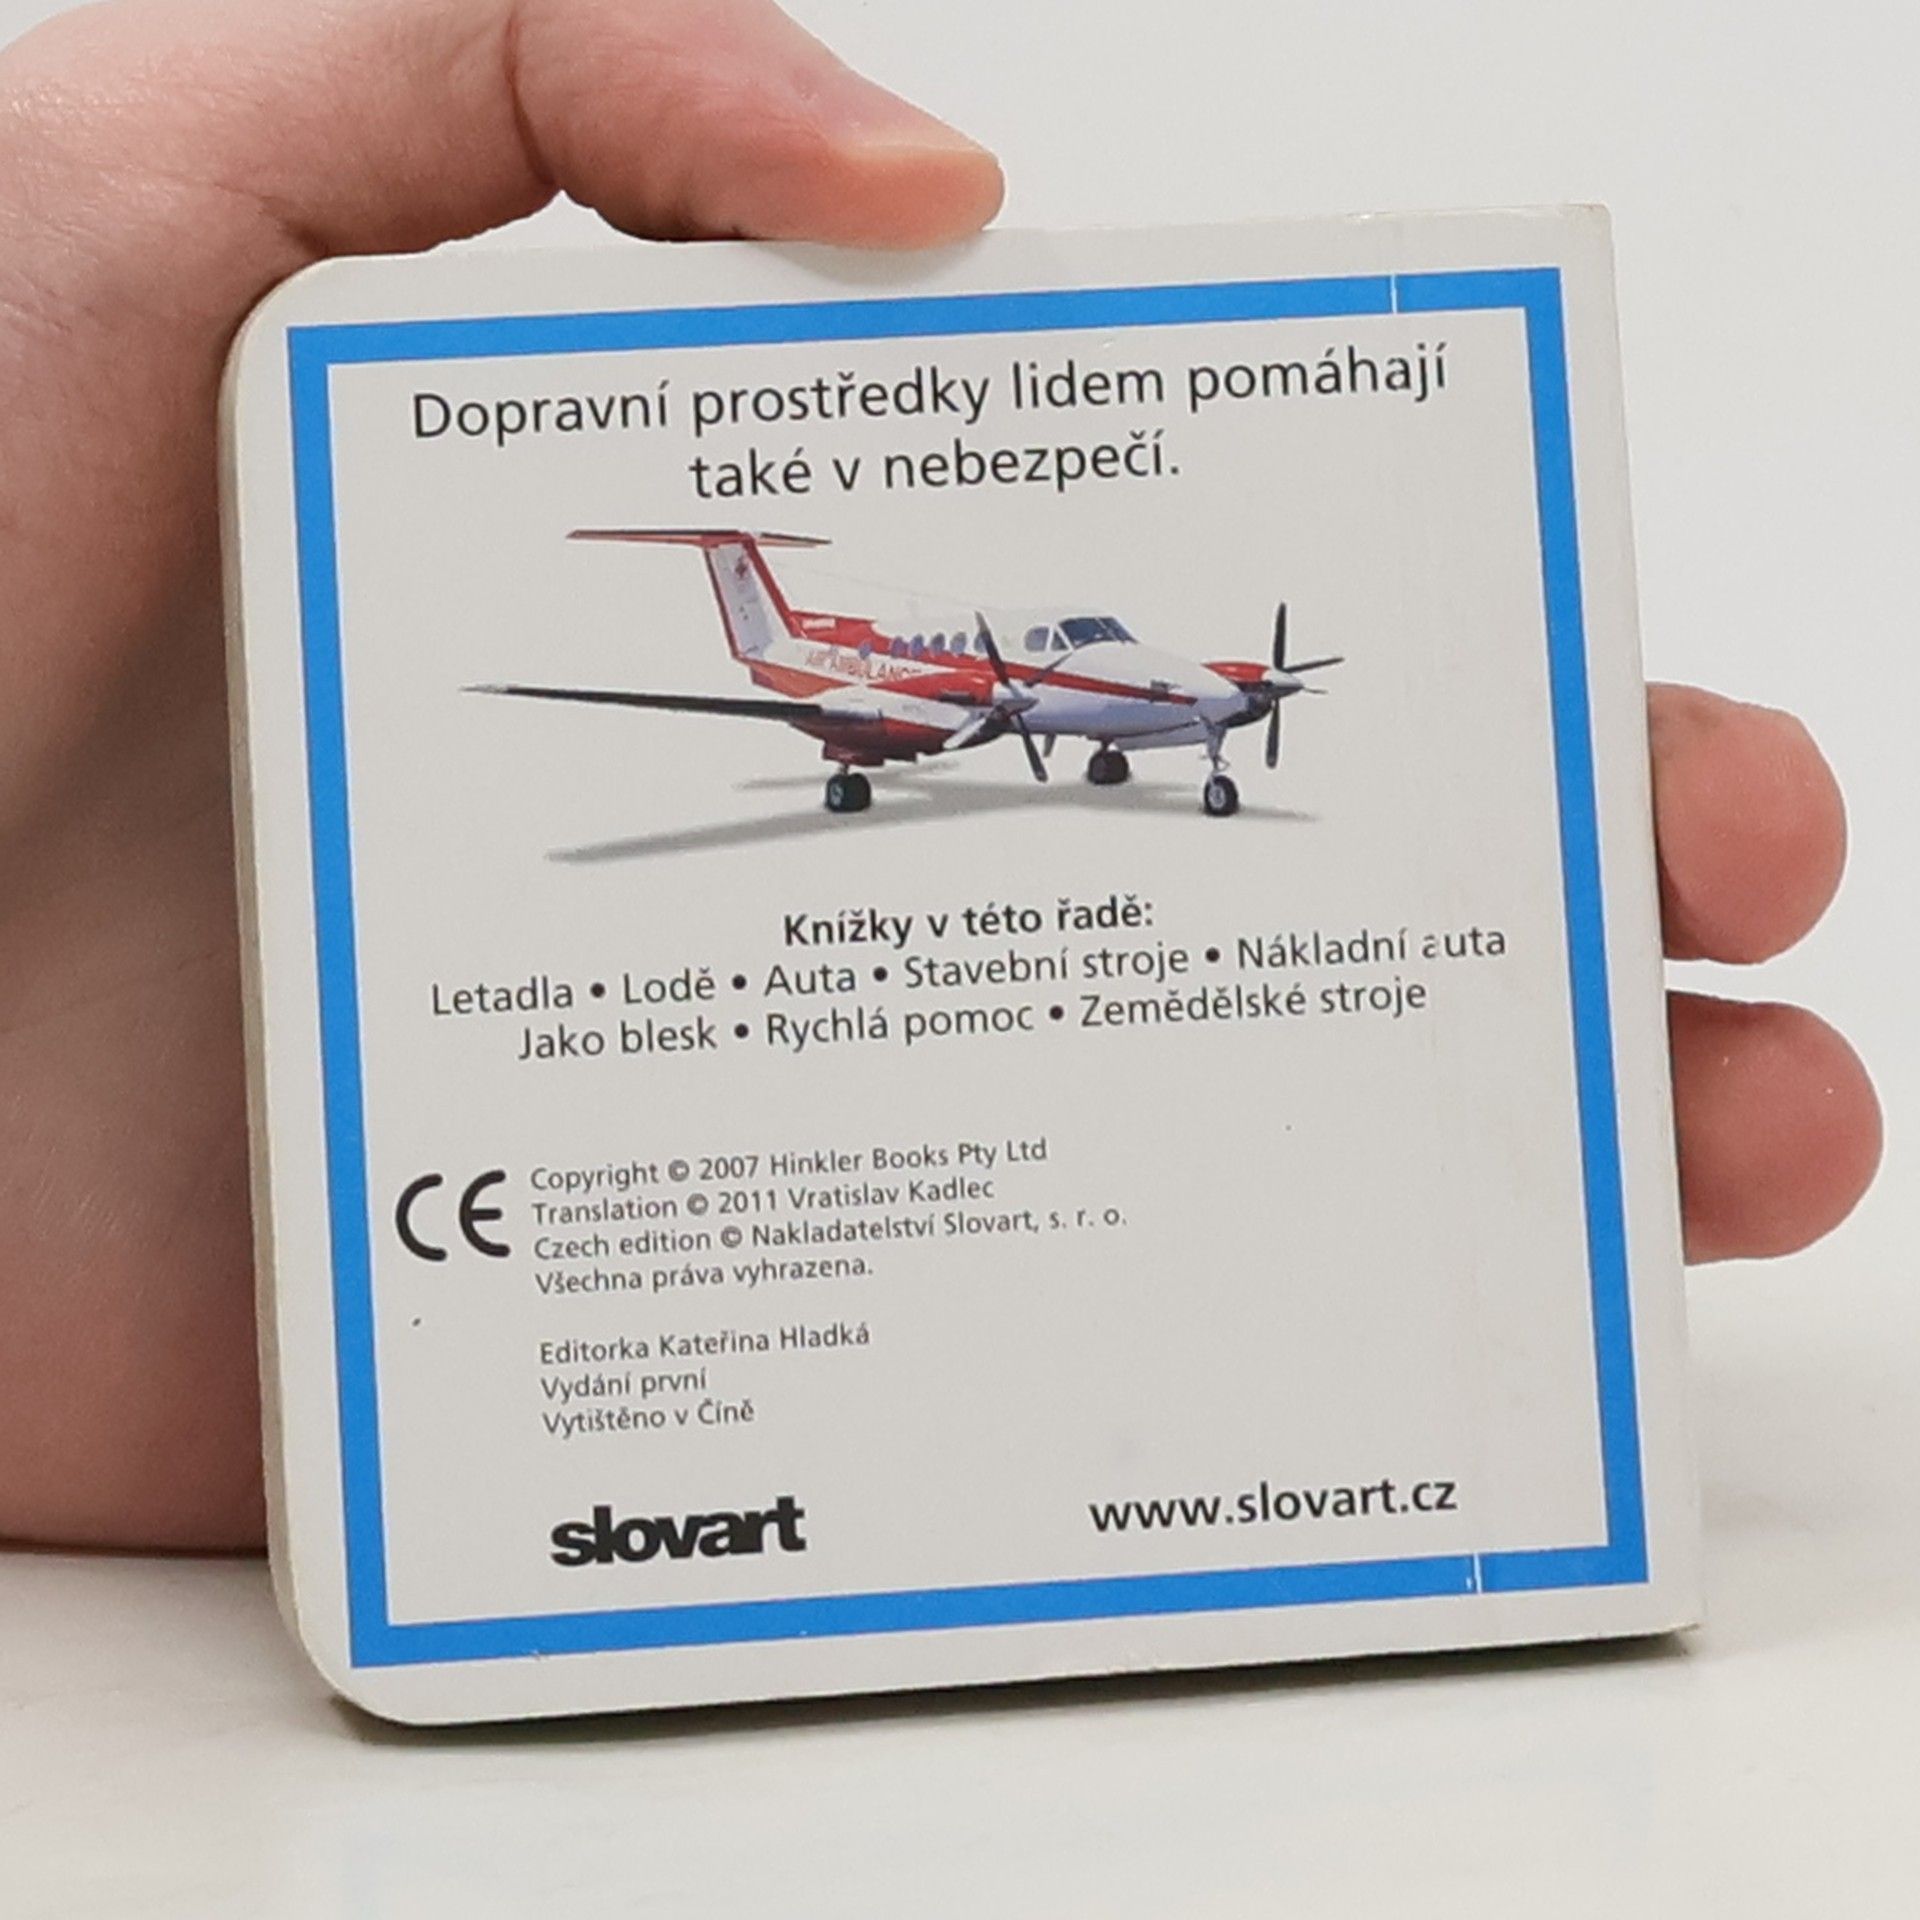 Dopravní prostředky lidem pomáhají
také v nebezpečí.
AIR AMBULANCE
Knížky v této řadě:
Letadla • Lodě • Auta • Stavební stroje • Nákladní auta
Jako blesk • Rychlá pomoc • Zemědělské stroje
CE
Copyright © 2007 Hinkler Books Pty Ltd
Translation © 2011 Vratislav Kadlec
Czech edition © Nakladatelství Slovart, s. r. o.
Všechna práva vyhrazena.
Editorka Kateřina Hladká
Vydání první
Vytištěno v Číně
slovart
www.slovart.cz